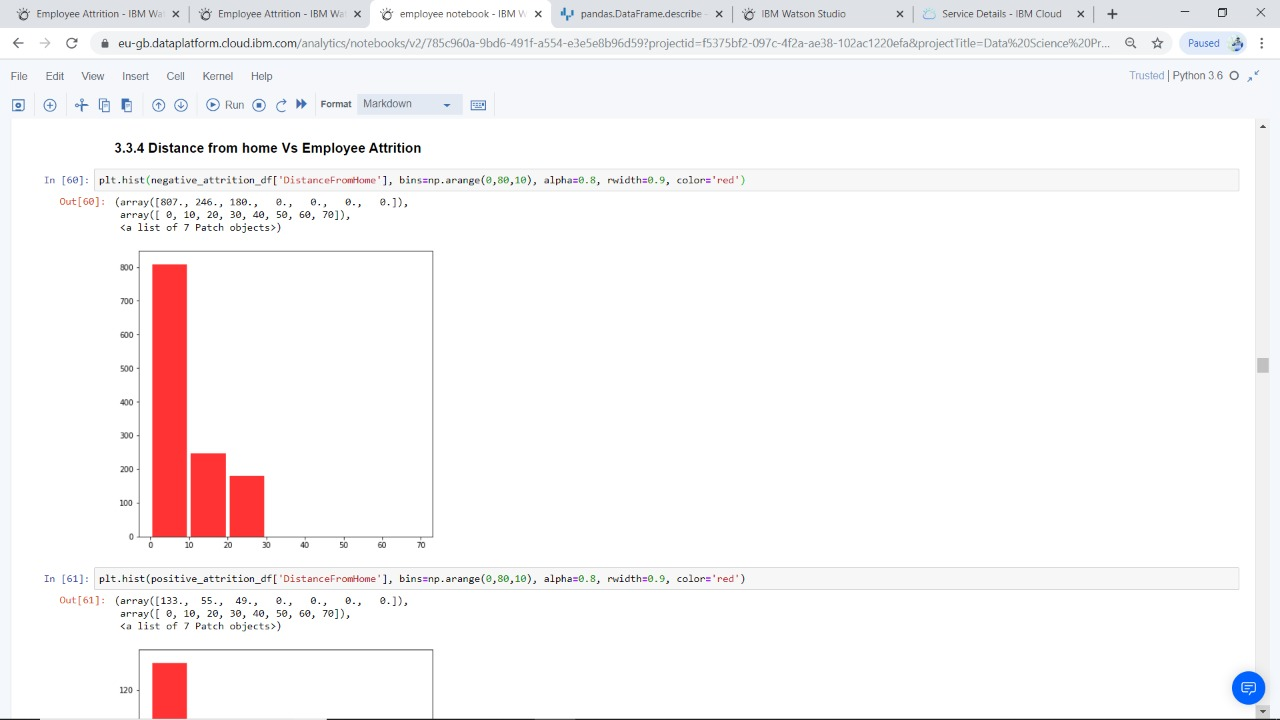 Employee Attrition - IBM Wa
Employee Attrition - IBM Wa
employee notebook - IBM W
pandas.DataFrame.describe -
IBM Watson Studio
Service Details - IBM Cloud
eu-gb.dataplatform.cloud.ibm.com/analytics/notebooks/v2/785c960a-9bd6-491f-a554-e3e5e8b96d59?projectid=f5375bf2-097c-4f2a-ae38-102ac1220efa&projectTitle=Data%20Science%20Pr...
Paused
File Edit View Insert Cell Kernel Help
Trusted | Python 3.6
Run Format Markdown
3.3.4 Distance from home Vs Employee Attrition
In [60]: plt.hist(negative_attrition_df['DistanceFromHome'], bins=np.arange(0,80,10), alpha=0.8, rwidth=0.9, color='red')
Out[60]: (array([807., 246., 180., 0., 0., 0., 0.]),
array([ 0, 10, 20, 30, 40, 50, 60, 70]),
<a list of 7 Patch objects>)
800
700
600
500
400
300
200
100
0
0 10 20 30 40 50 60 70
In [61]: plt.hist(positive_attrition_df['DistanceFromHome'], bins=np.arange(0,80,10), alpha=0.8, rwidth=0.9, color='red')
Out[61]: (array([133., 55., 49., 0., 0., 0., 0.]),
array([ 0, 10, 20, 30, 40, 50, 60, 70]),
<a list of 7 Patch objects>)
120